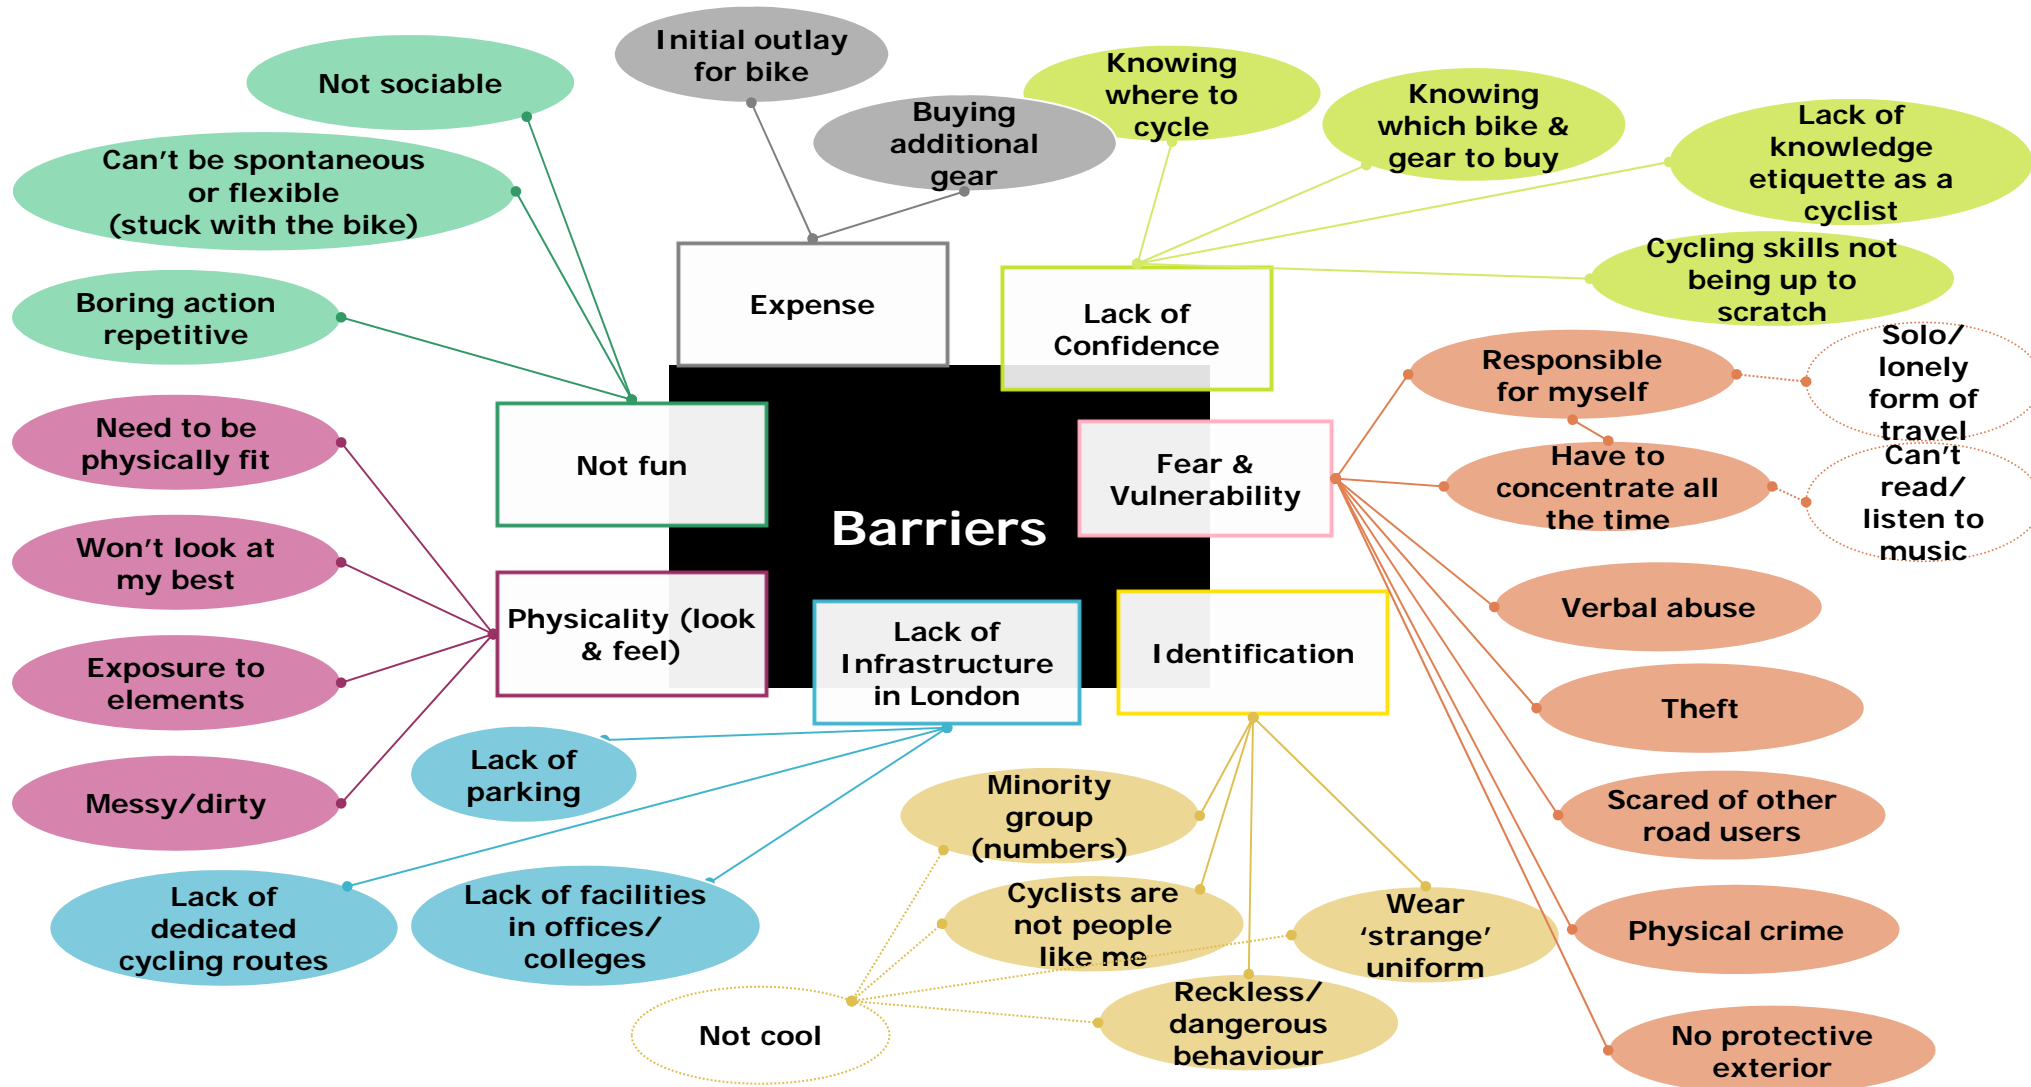 Not sociable
Can't be spontaneous
or flexible
(stuck with the bike)
Boring action
repetitive
Initial outlay
for bike
Buying
additional
gear
Knowing
where to
cycle
Knowing
which bike &
gear to buy
Lack of
knowledge
etiquette as a
cyclist
Cycling skills not
being up to
scratch
Expense
Lack of
Confidence
Not fun
Fear &
Vulnerability
Barriers
Physicality (look
& feel)
Lack of
Infrastructure
in London
Identification
Need to be
physically fit
Won't look at
my best
Exposure to
elements
Messy/dirty
Responsible
for myself
Solo/
lonely
form of
travel
Have to
concentrate all
the time
Can't
read/
listen to
music
Verbal abuse
Theft
Scared of other
road users
Physical crime
No protective
exterior
Lack of
parking
Lack of
dedicated
cycling routes
Lack of facilities
in offices/
colleges
Minority
group
(numbers)
Cyclists are
not people
like me
Wear
‘strange’
uniform
Reckless/
dangerous
behaviour
Not cool